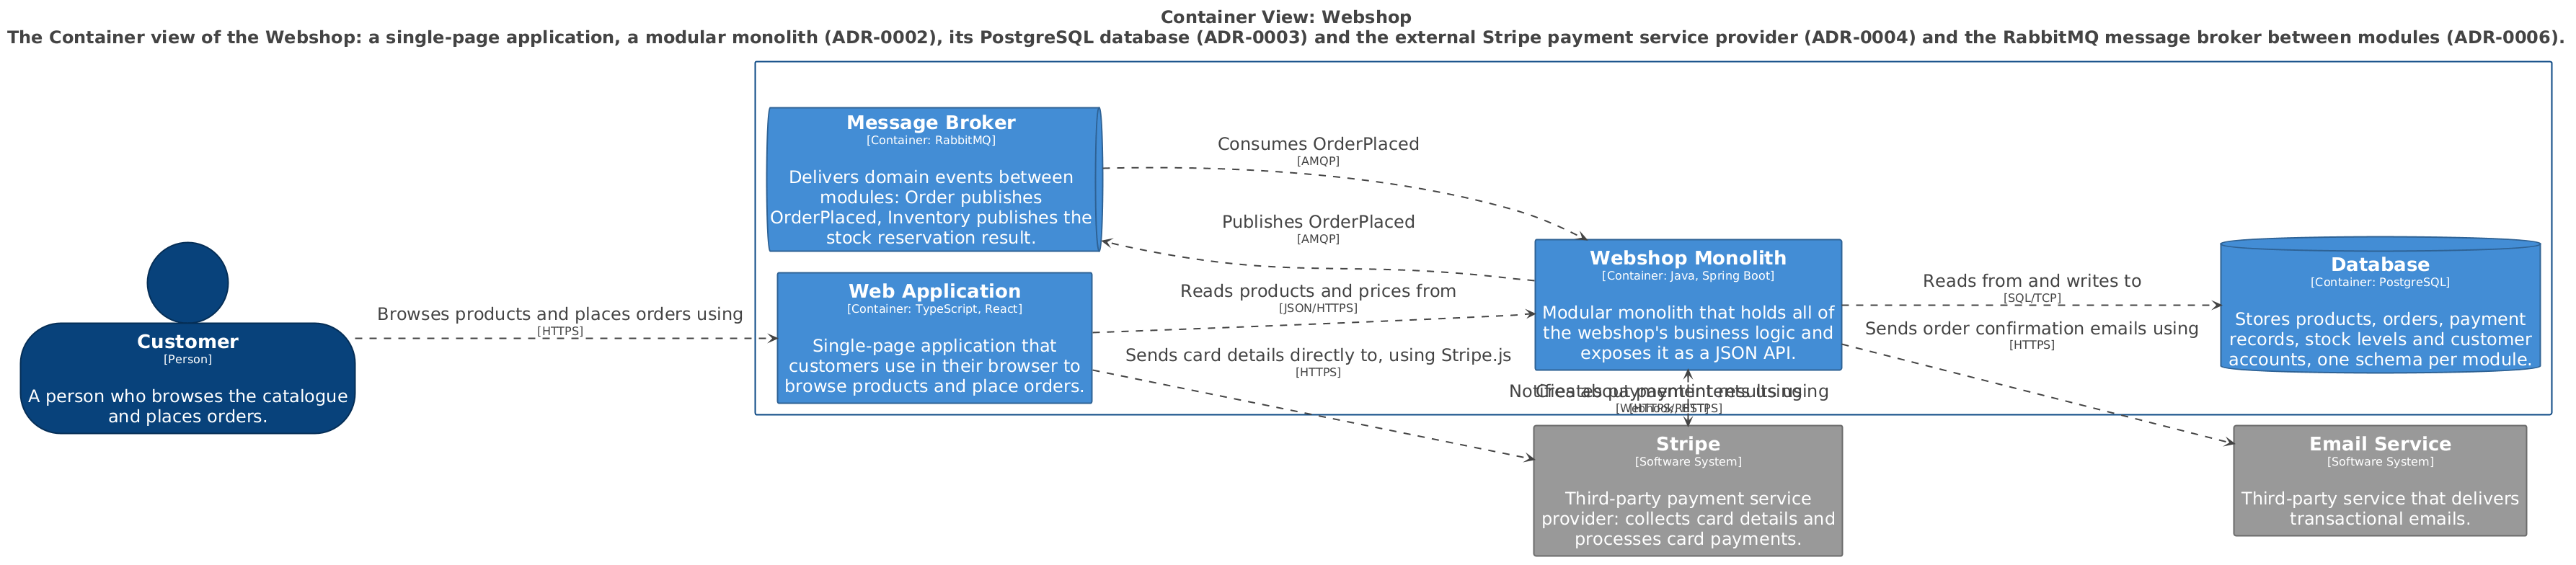 Container View: Webshop
The Container view of the Webshop: a single-page application, a modular monolith (ADR-0002), its PostgreSQL database (ADR-0003) and the external Stripe payment service provider (ADR-0004) and the RabbitMQ message broker between modules (ADR-0006).
Message Broker
[Container: RabbitMQ]
Delivers domain events between
modules: Order publishes
OrderPlaced, Inventory publishes the
stock reservation result.
Consumes OrderPlaced
[AMQP]
Publishes OrderPlaced
[AMQP]
Customer
[Person]
A person who browses the catalogue
and places orders.
Browses products and places orders using
[HTTPS]
Web Application
[Container: TypeScript, React]
Single-page application that
customers use in their browser to
browse products and place orders.
Reads products and prices from
[JSON/HTTPS]
Sends card details directly to, using Stripe.js
[HTTPS]
Webshop Monolith
[Container: Java, Spring Boot]
Modular monolith that holds all of
the webshop's business logic and
exposes it as a JSON API.
Reads from and writes to
[SQL/TCP]
Sends order confirmation emails using
[HTTPS]
Database
[Container: PostgreSQL]
Stores products, orders, payment
records, stock levels and customer
accounts, one schema per module.
Stripe
[Software System]
Third-party payment service
provider: collects card details and
processes card payments.
Email Service
[Software System]
Third-party service that delivers
transactional emails.